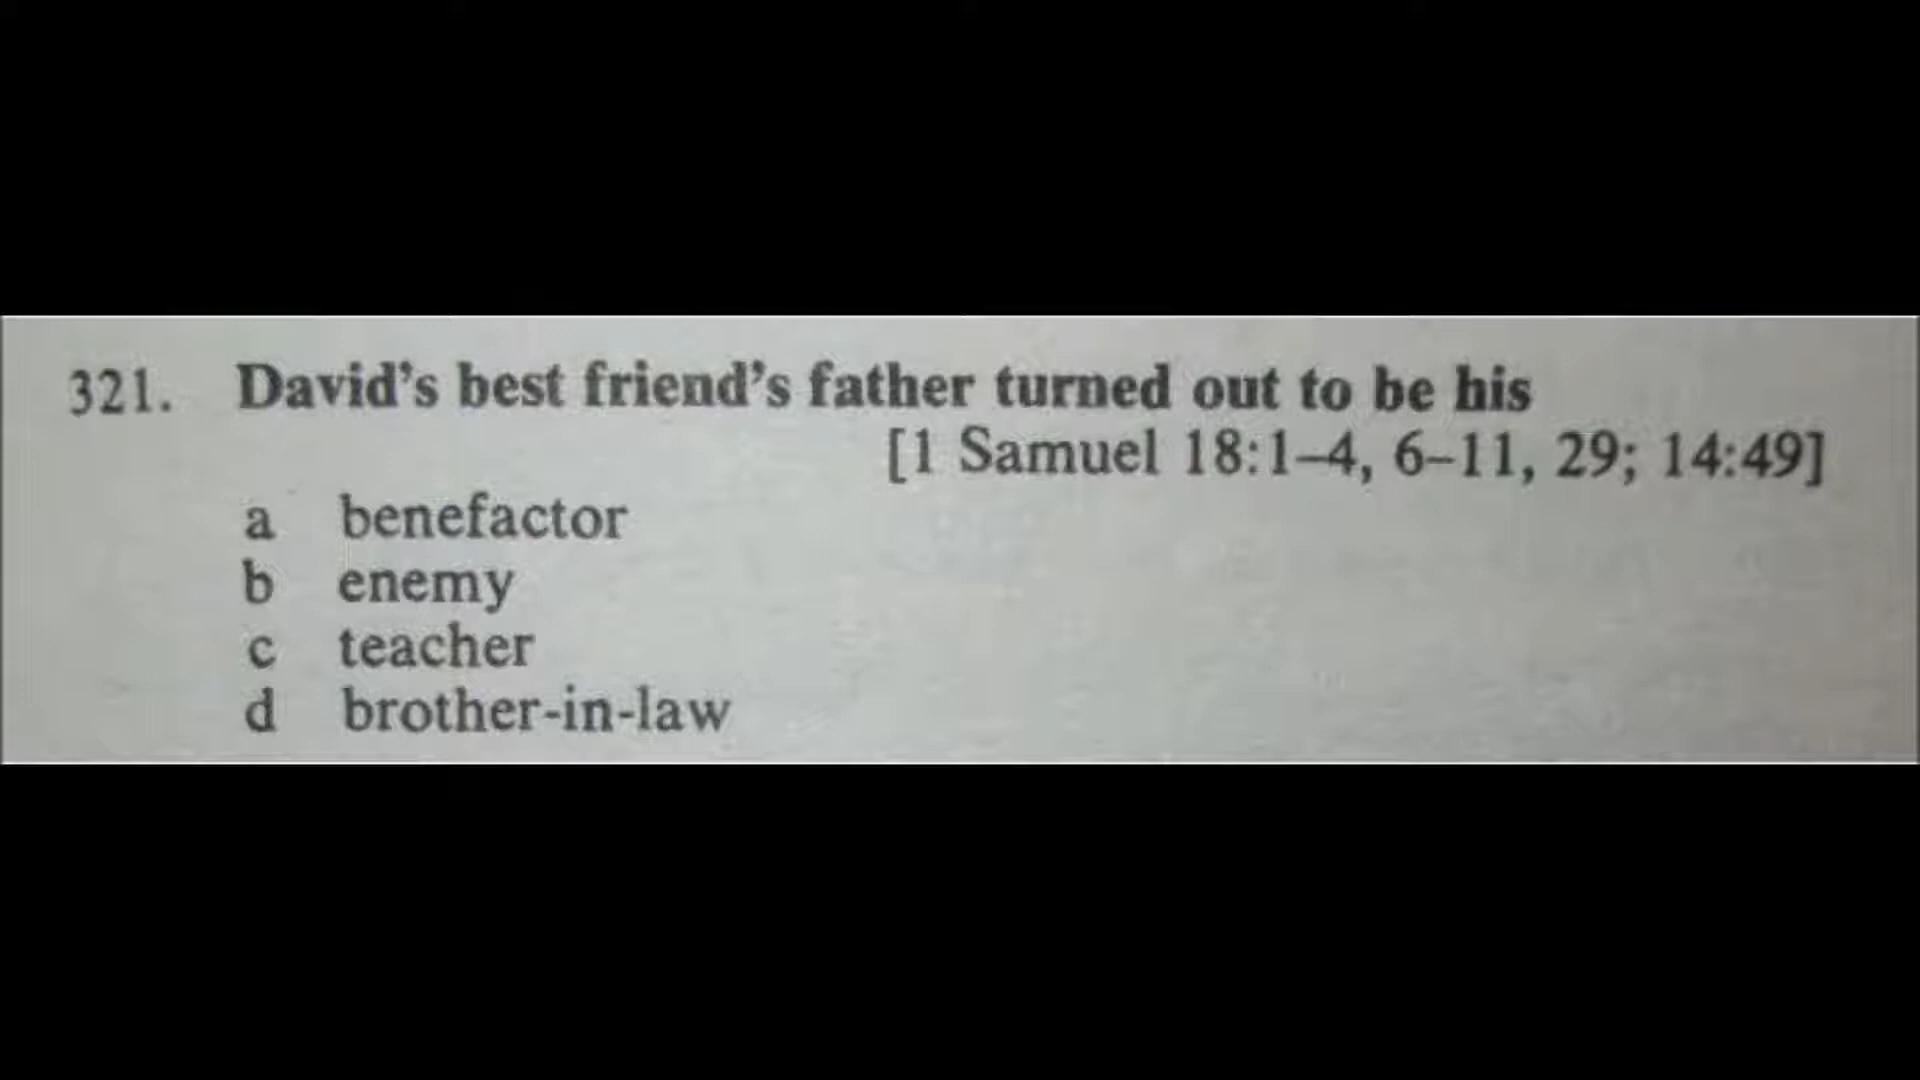 321. David's best friend's father turned out to be his
[1 Samuel 18:1–4, 6–11, 29; 14:49]
a benefactor
b enemy
c teacher
d brother-in-law